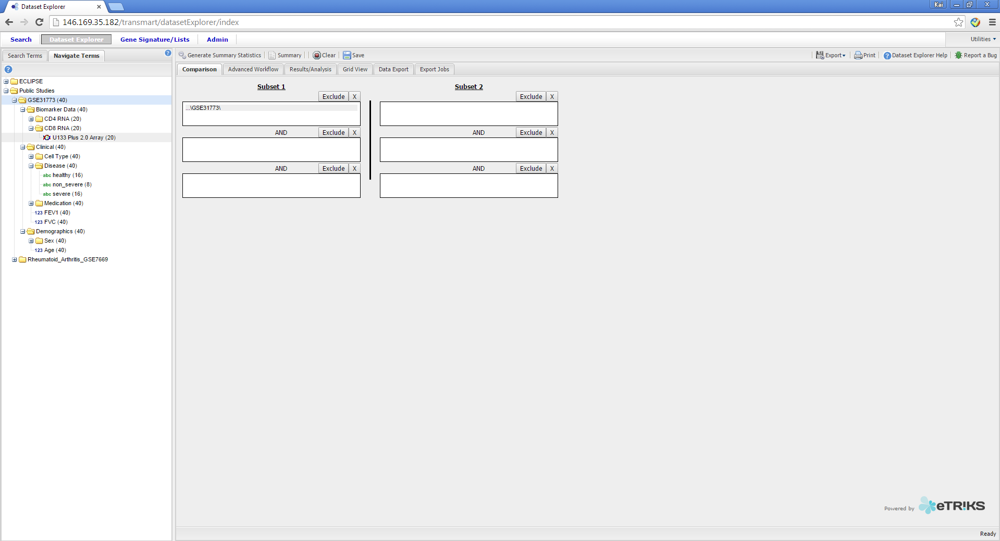 Dataset Explorer
Kai
146.169.35.182/transmart/datasetExplorer/index
Search Dataset Explorer Gene Signature/Lists Admin Utilities
Search Terms Navigate Terms
Generate Summary Statistics Summary Clear Save Export Print Dataset Explorer Help Report a Bug
Comparison Advanced Workflow Results/Analysis Grid View Data Export Export Jobs
ECLIPSE
Public Studies
GSE31773 (40)
Biomarker Data (40)
CD4 RNA (20)
CD8 RNA (20)
U133 Plus 2.0 Array (20)
Clinical (40)
Cell Type (40)
Disease (40)
abc healthy (16)
abc non_severe (8)
abc severe (16)
Medication (40)
123 FEV1 (40)
123 FVC (40)
Demographics (40)
Sex (40)
123 Age (40)
Rheumatoid_Arthritis_GSE7669
Subset 1
Exclude X
...\GSE31773\
AND Exclude X
AND Exclude X
Subset 2
Exclude X
AND Exclude X
AND Exclude X
Powered by eTRIKS
Ready